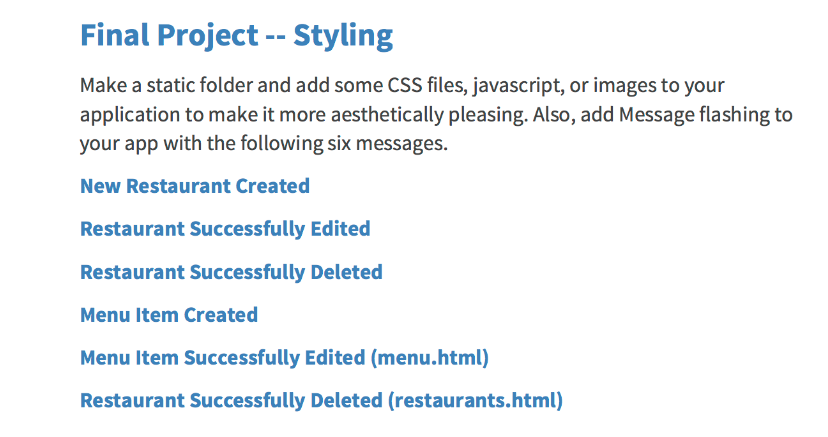 Final Project -- Styling
Make a static folder and add some CSS files, javascript, or images to your
application to make it more aesthetically pleasing. Also, add Message flashing to
your app with the following six messages.
New Restaurant Created
Restaurant Successfully Edited
Restaurant Successfully Deleted
Menu Item Created
Menu Item Successfully Edited (menu.html)
Restaurant Successfully Deleted (restaurants.html)